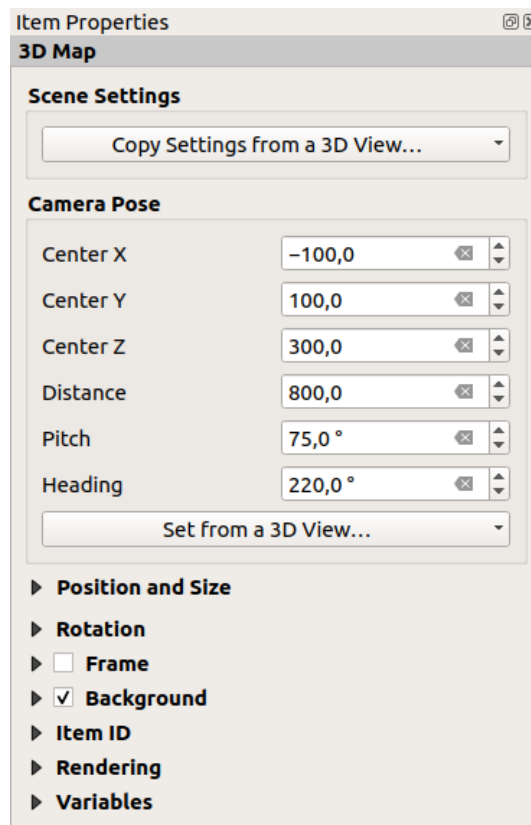 Item Properties
3D Map
Scene Settings
Copy Settings from a 3D View…
Camera Pose
Center X −100,0
Center Y 100,0
Center Z 300,0
Distance 800,0
Pitch 75,0 °
Heading 220,0 °
Set from a 3D View…
Position and Size
Rotation
Frame
Background
Item ID
Rendering
Variables